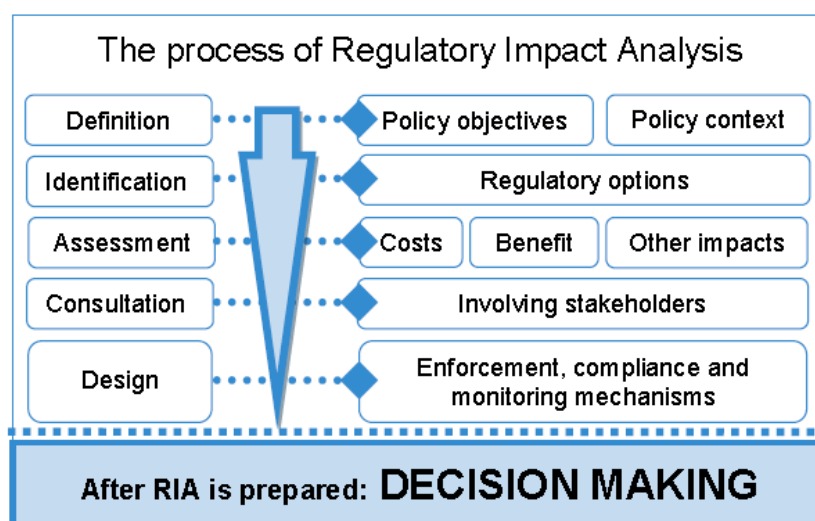 The process of Regulatory Impact Analysis
Definition
Policy objectives
Policy context
Identification
Regulatory options
Assessment
Costs
Benefit
Other impacts
Consultation
Involving stakeholders
Design
Enforcement, compliance and
monitoring mechanisms
After RIA is prepared: DECISION MAKING